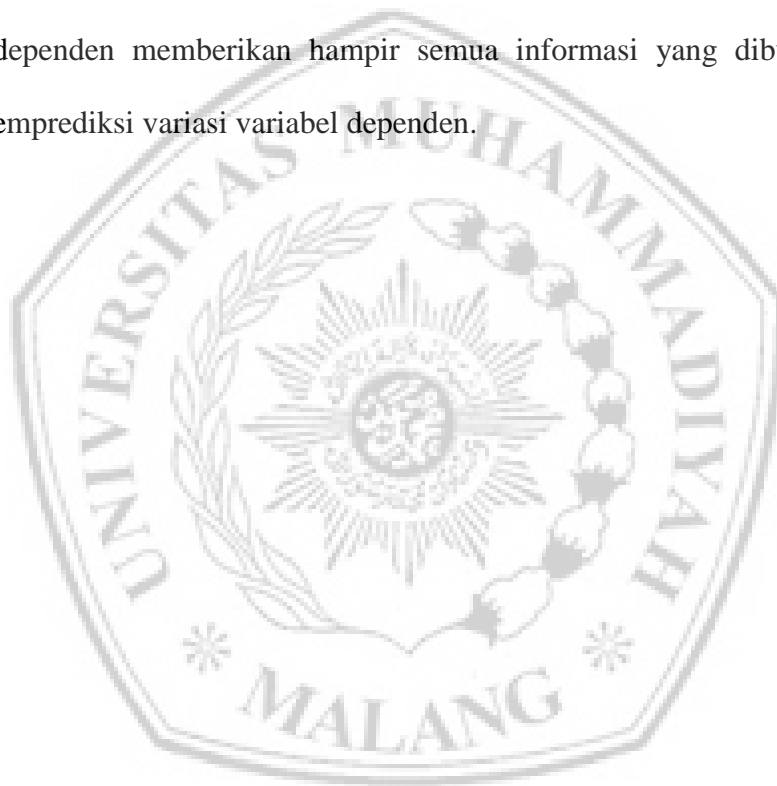 dependen memberikan hampir semua informasi yang dib
emprediksi variasi variabel dependen.
UNIVERSITAS MUHAMMADIYAH
MALANG